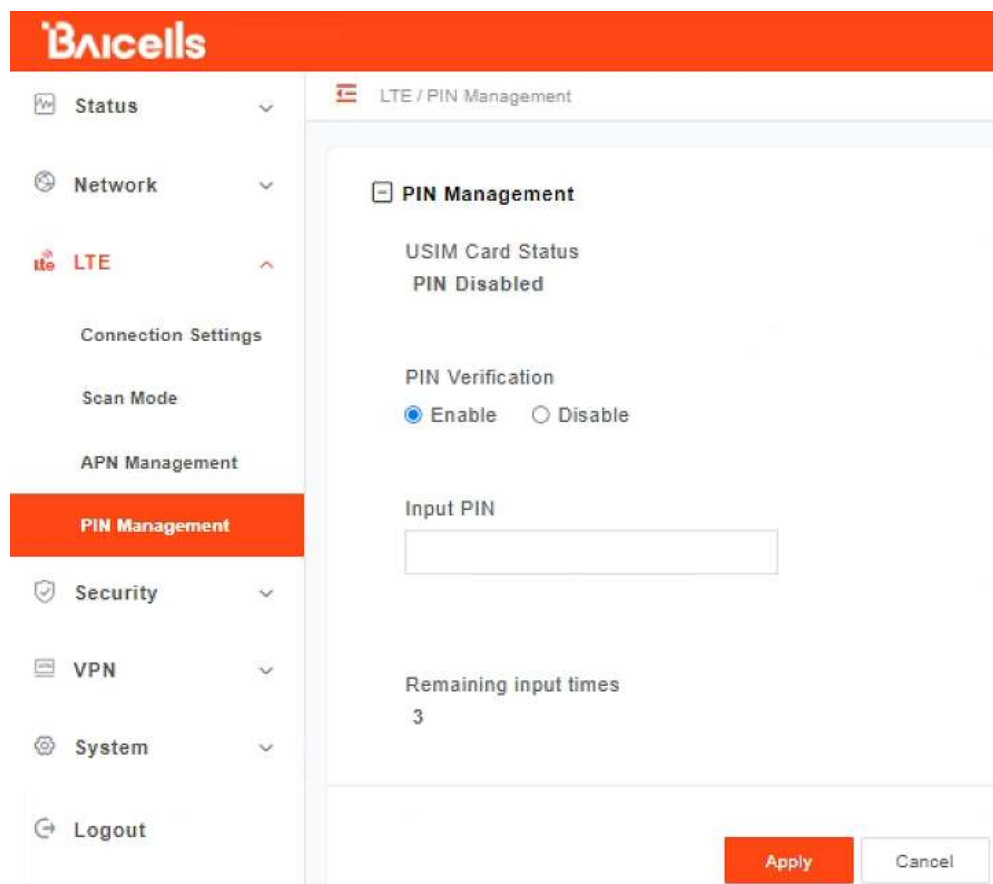 Baicells
Status
LTE / PIN Management
Network
PIN Management
USIM Card Status
PIN Disabled
LTE
Connection Settings
Scan Mode
APN Management
PIN Management
PIN Verification
Enable Disable
Input PIN
Security
VPN
System
Logout
Remaining input times
3
Apply Cancel